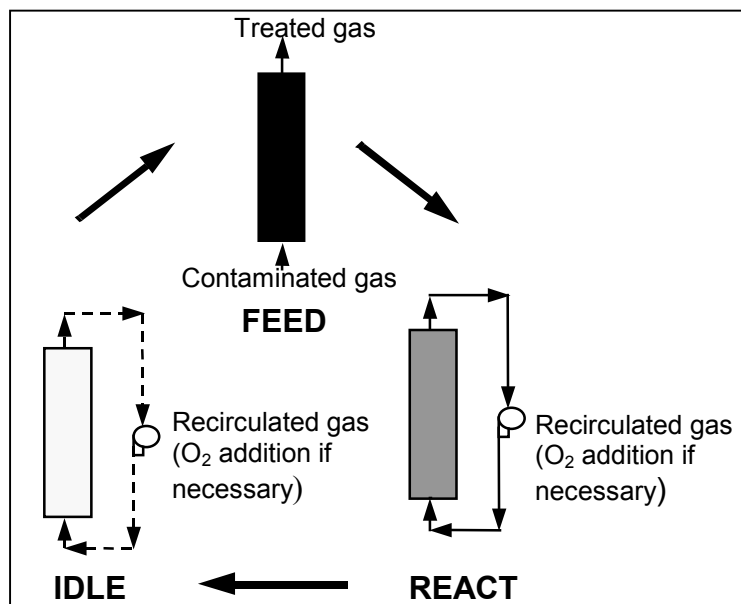 Treated gas
Contaminated gas
FEED
Recirculated gas
(O₂ addition if
necessary)
IDLE
Recirculated gas
(O₂ addition if
necessary)
REACT